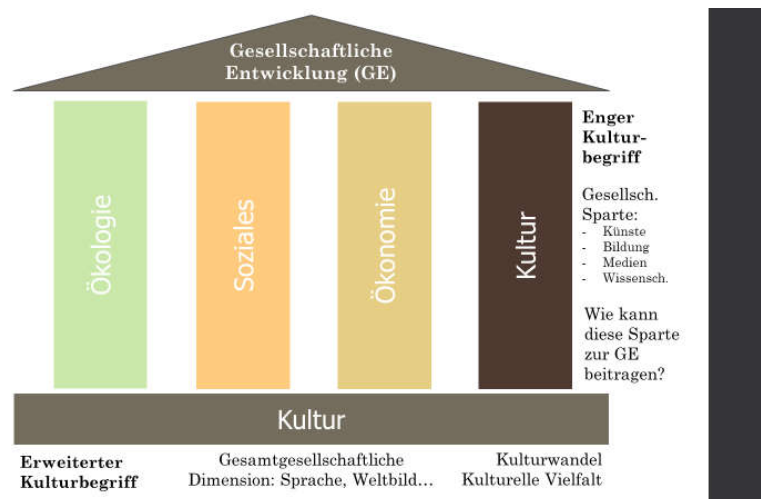 Gesellschaftliche
Entwicklung (GE)
Ökologie
Soziales
Ökonomie
Kultur
Enger
Kultur-
begriff
Gesellsch.
Sparte:
- Künste
- Bildung
- Medien
- Wissensch.
Wie kann
diese Sparte
zur GE
beitragen?
Kultur
Erweiterter
Kulturbegriff
Gesamtgesellschaftliche
Dimension: Sprache, Weltbild...
Kulturwandel
Kulturelle Vielfalt